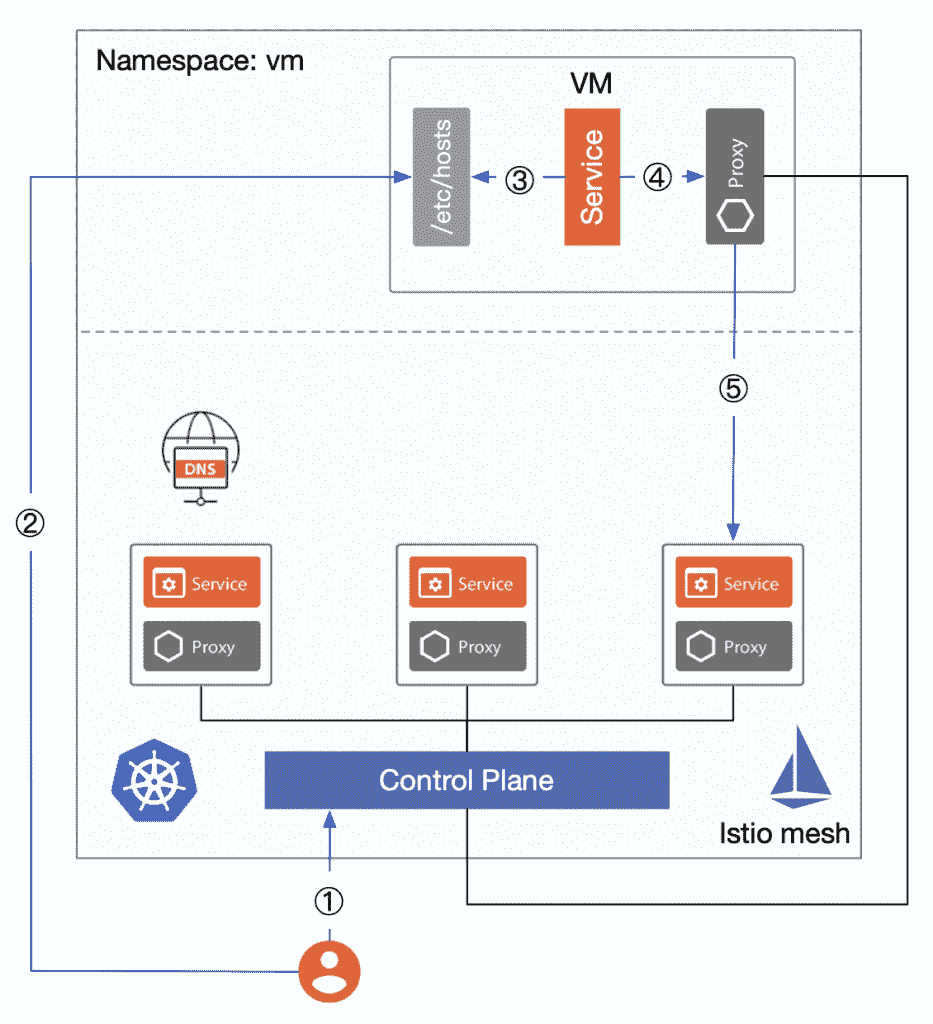 Namespace: vm
VM
/etc/hosts
③
Service
④
Proxy
⑤
DNS
②
Service
Proxy
Service
Proxy
Service
Proxy
Control Plane
Istio mesh
①